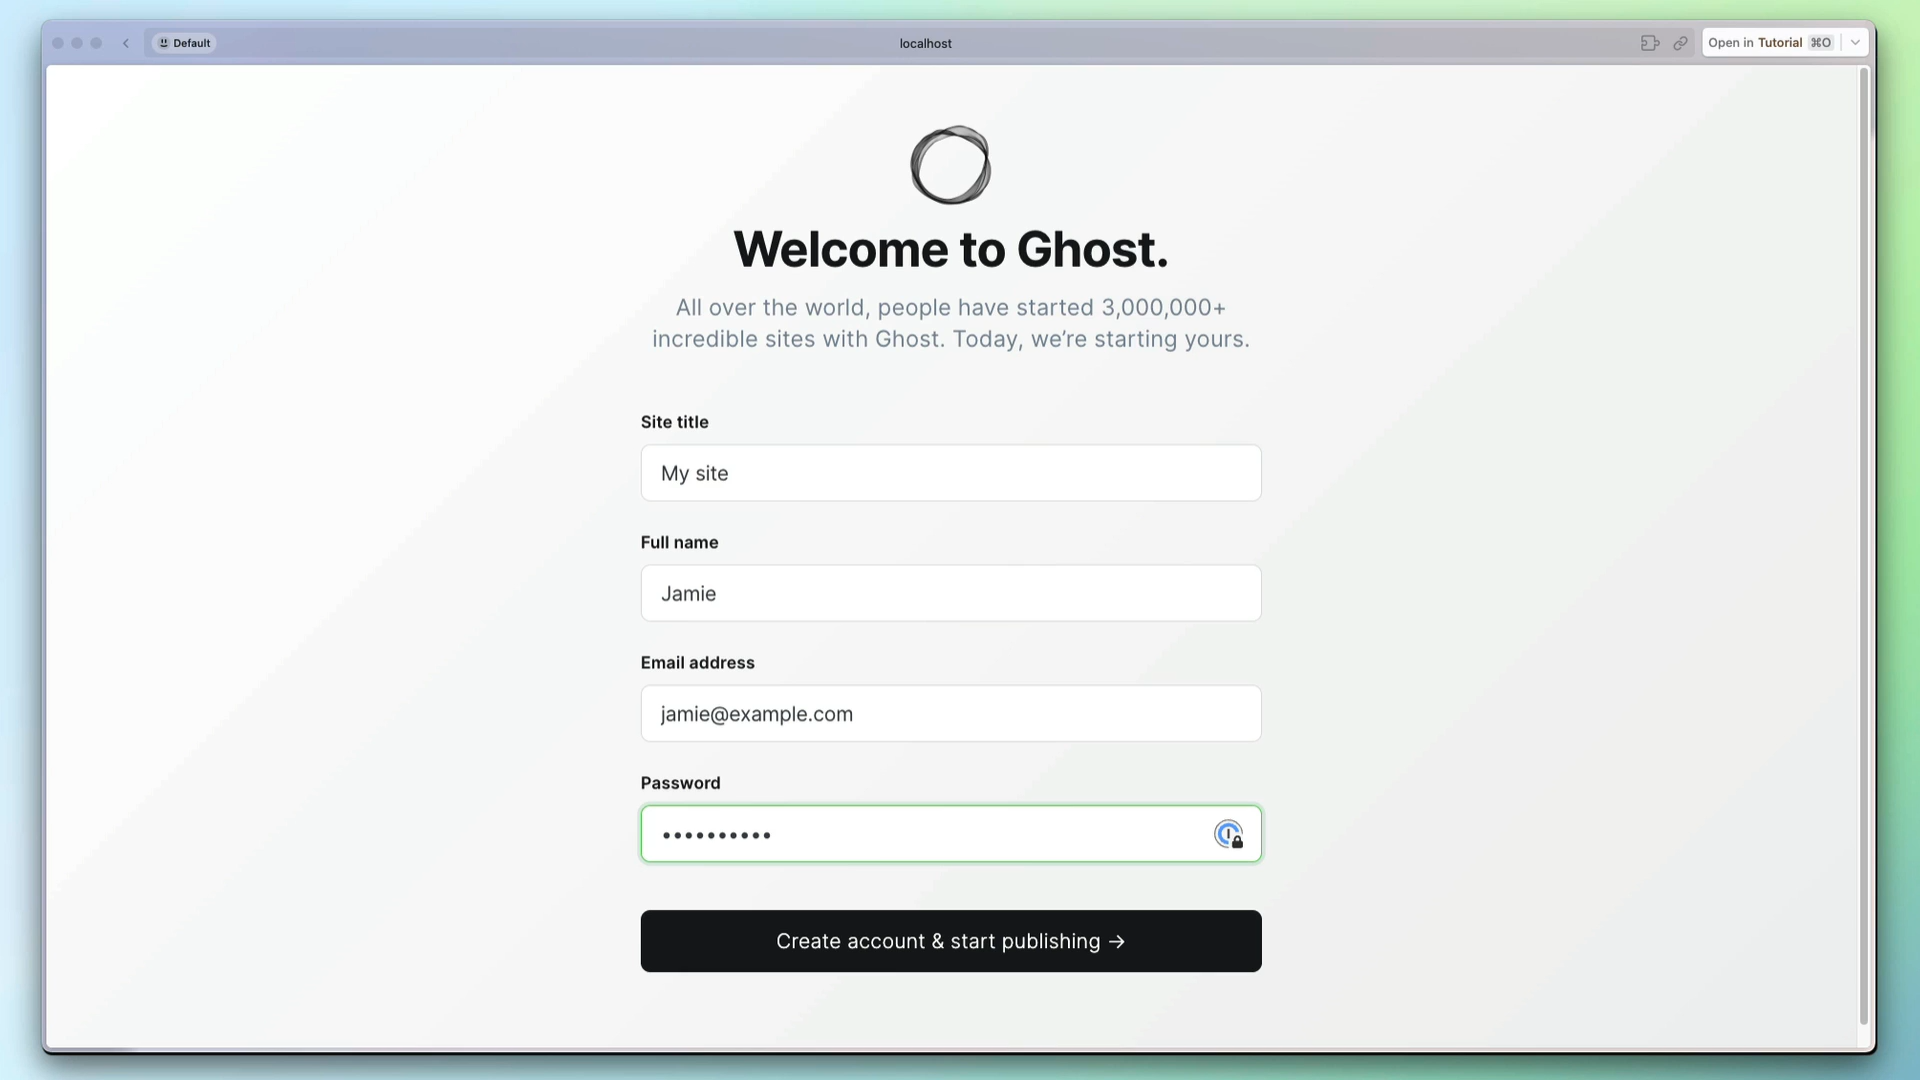 Default
localhost
Open in Tutorial ⌘O
Welcome to Ghost.
All over the world, people have started 3,000,000+
incredible sites with Ghost. Today, we’re starting yours.
Site title
My site
Full name
Jamie
Email address
jamie@example.com
Password
••••••••••
Create account & start publishing →